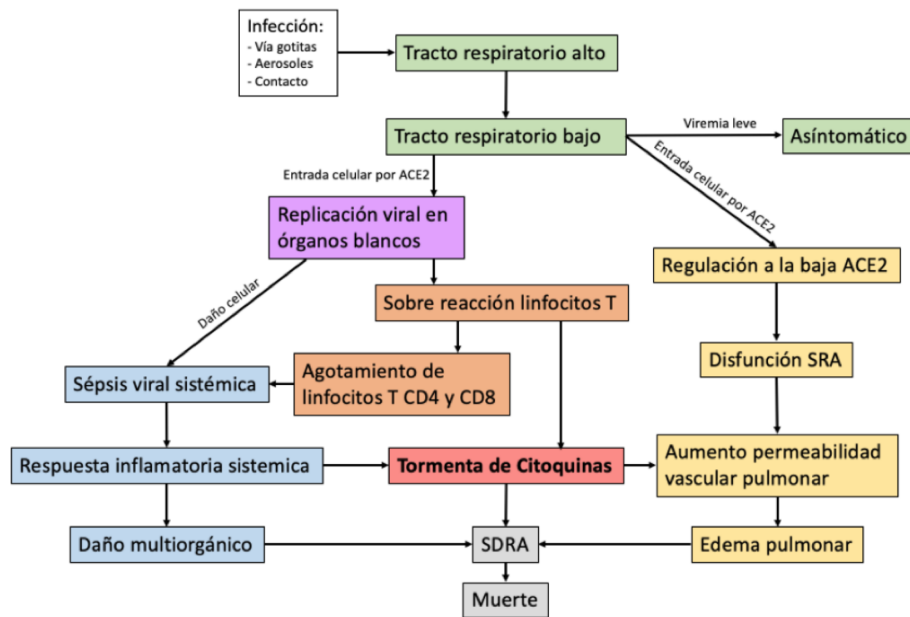 Infección:
- Vía gotitas
- Aerosoles
- Contacto
Tracto respiratorio alto
Tracto respiratorio bajo
Viremia leve
Asíntomático
Entrada celular por ACE2
Entrada celular por ACE2
Replicación viral en
órganos blancos
Regulación a la baja ACE2
Daño celular
Sobre reacción linfocitos T
Disfunción SRA
Agotamiento de
linfocitos T CD4 y CD8
Sépsis viral sistémica
Respuesta inflamatoria sistemica
Tormenta de Citoquinas
Aumento permeabilidad
vascular pulmonar
Daño multiorgánico
SDRA
Edema pulmonar
Muerte